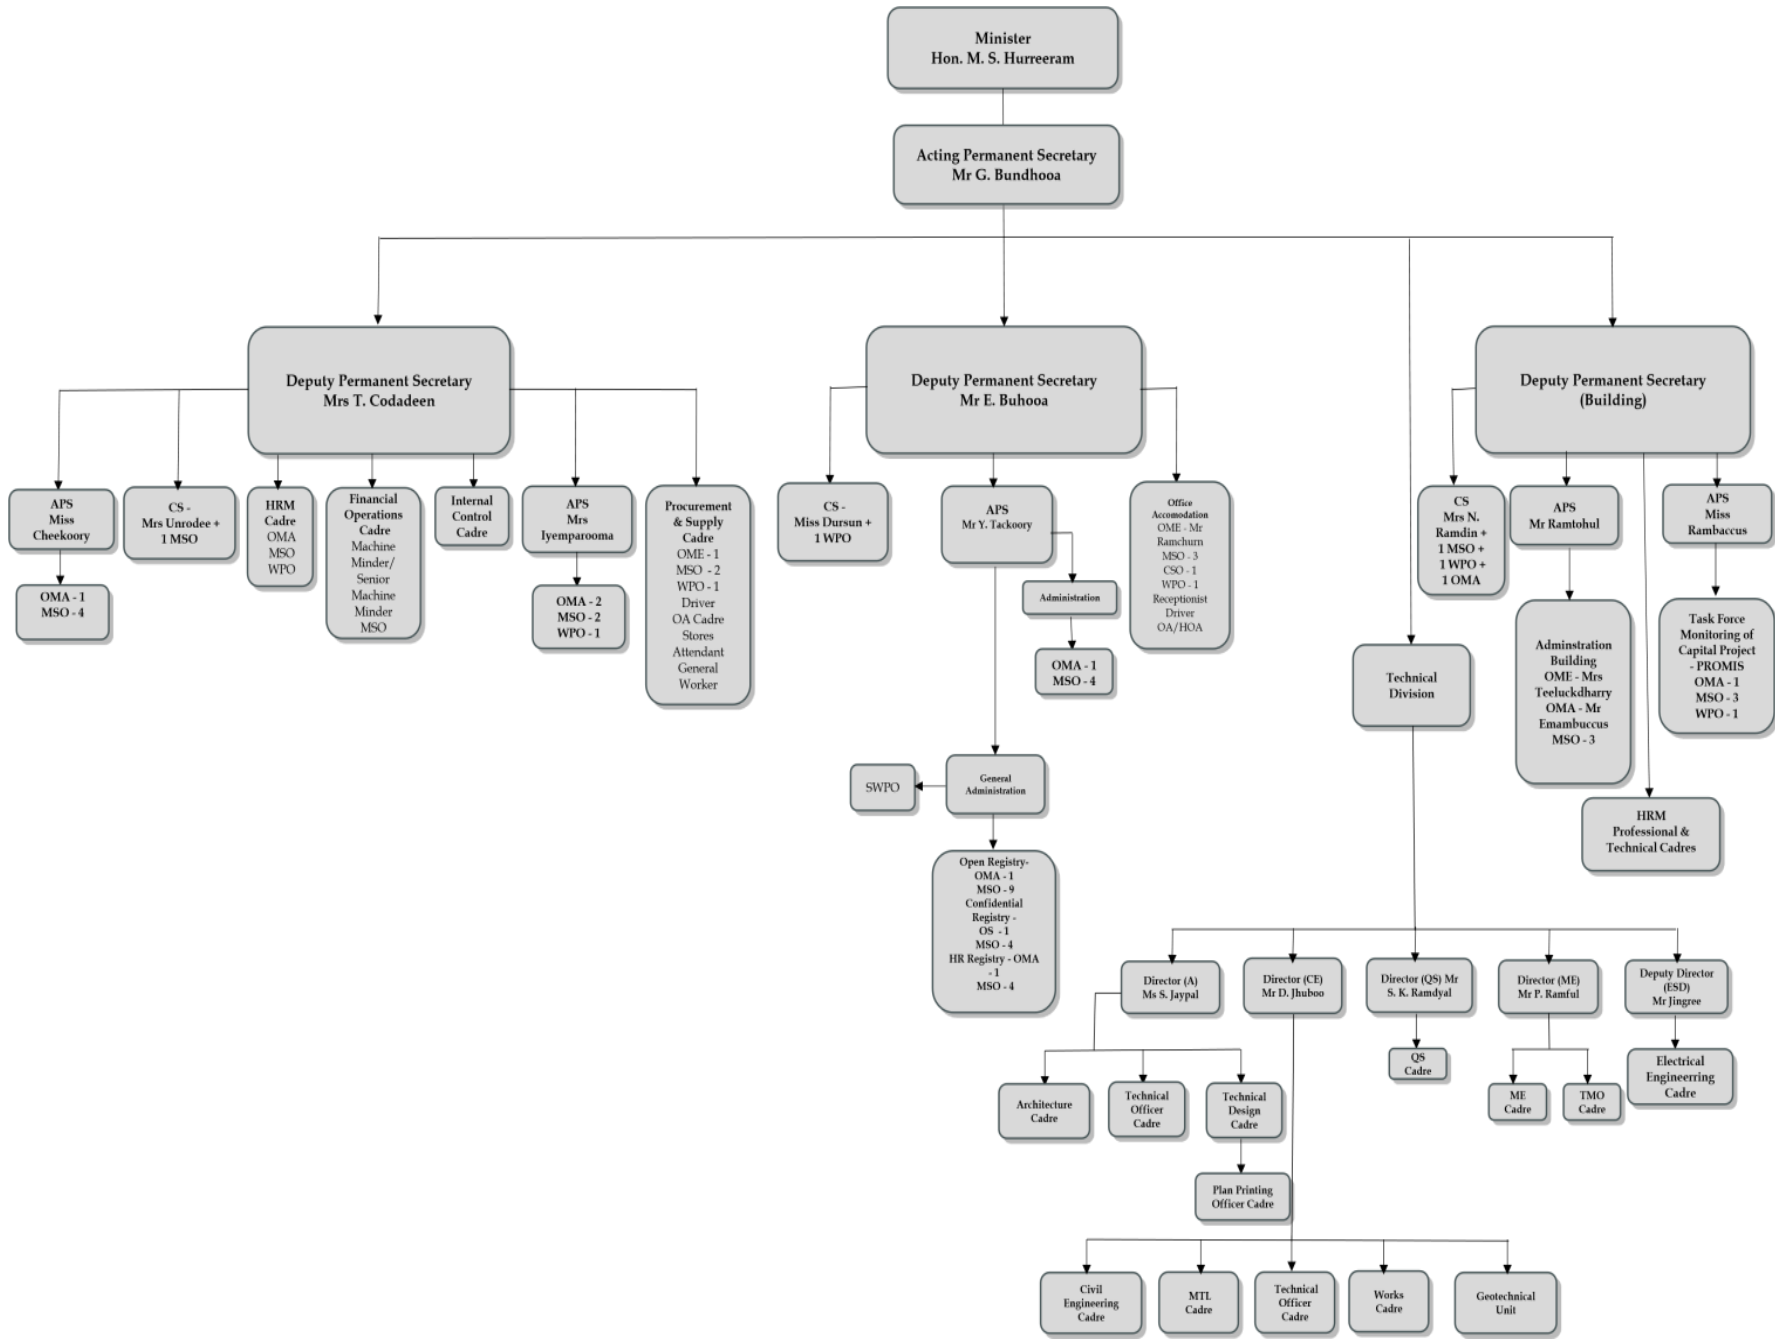 Minister
Hon. M. S. Hurreeram
Acting Permanent Secretary
Mr G. Bundhooa
Deputy Permanent Secretary
Mrs T. Codadeen
Deputy Permanent Secretary
Mr E. Buhooa
Deputy Permanent Secretary
(Building)
APS
Miss
Cheekoory
OMA - 1
MSO - 4
CS -
Mrs Unrodee +
1 MSO
HRM
Cadre
OMA
MSO
WPO
Financial
Operations
Cadre
Machine
Minder/
Senior
Machine
Minder
MSO
Internal
Control
Cadre
APS
Mrs
Iyemparooma
OMA - 2
MSO - 2
WPO - 1
Procurement
& Supply
Cadre
OME - 1
MSO - 2
WPO - 1
Driver
OA Cadre
Stores
Attendant
General
Worker
CS -
Miss Dursun +
1 WPO
APS
Mr Y. Tackoory
Administration
OMA - 1
MSO - 4
Office
Accomodation
OME - Mr
Ramchurn
MSO - 3
CSO - 1
WPO - 1
Receptionist
Driver
OA/HOA
SWPO
General
Administration
Open Registry-
OMA - 1
MSO - 9
Confidential
Registry -
OS - 1
MSO - 4
HR Registry - OMA
- 1
MSO - 4
Technical
Division
CS
Mrs N.
Ramdin +
1 MSO +
1 WPO +
1 OMA
APS
Mr Ramtohul
Adminstration
Building
OME - Mrs
Teeluckdharry
OMA - Mr
Emambuccus
MSO - 3
APS
Miss
Rambaccus
Task Force
Monitoring of
Capital Project
- PROMIS
OMA - 1
MSO - 3
WPO - 1
HRM
Professional &
Technical Cadres
Director (A)
Ms S. Jaypal
Director (CE)
Mr D. Jhuboo
Director (QS) Mr
S. K. Ramdyal
Director (ME)
Mr P. Ramful
Deputy Director
(ESD)
Mr Jingree
Architecture
Cadre
Technical
Officer
Cadre
Technical
Design
Cadre
Plan Printing
Officer Cadre
QS
Cadre
ME
Cadre
TMO
Cadre
Electrical
Engineerring
Cadre
Civil
Engineering
Cadre
MTL
Cadre
Technical
Officer
Cadre
Works
Cadre
Geotechnical
Unit